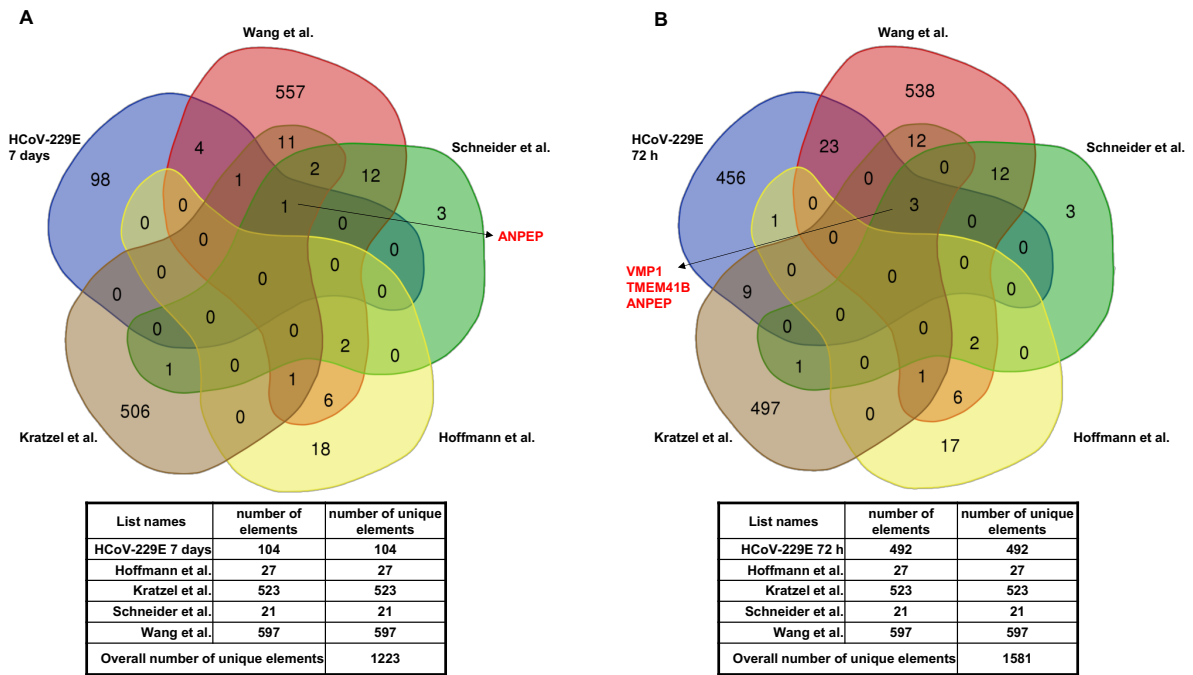 A
Wang et al.
557
HCoV-229E
7 days
Schneider et al.
4
11
2
12
98
1
3
0
0
1
0
ANPEP
0
0
0
0
0
0
0
0
0
0
2
0
1
0
1
506
0
6
Kratzel et al.
18
Hoffmann et al.
List names number of elements number of unique elements
HCoV-229E 7 days 104 104
Hoffmann et al. 27 27
Kratzel et al. 523 523
Schneider et al. 21 21
Wang et al. 597 597
Overall number of unique elements 1223
B
Wang et al.
538
HCoV-229E
72 h
Schneider et al.
23
12
0
12
456
0
3
1
0
3
0
0
0
0
0
VMP1
TMEM41B
ANPEP
9
0
0
0
0
2
0
1
0
1
497
0
6
Kratzel et al.
17
Hoffmann et al.
List names number of elements number of unique elements
HCoV-229E 72 h 492 492
Hoffmann et al. 27 27
Kratzel et al. 523 523
Schneider et al. 21 21
Wang et al. 597 597
Overall number of unique elements 1581